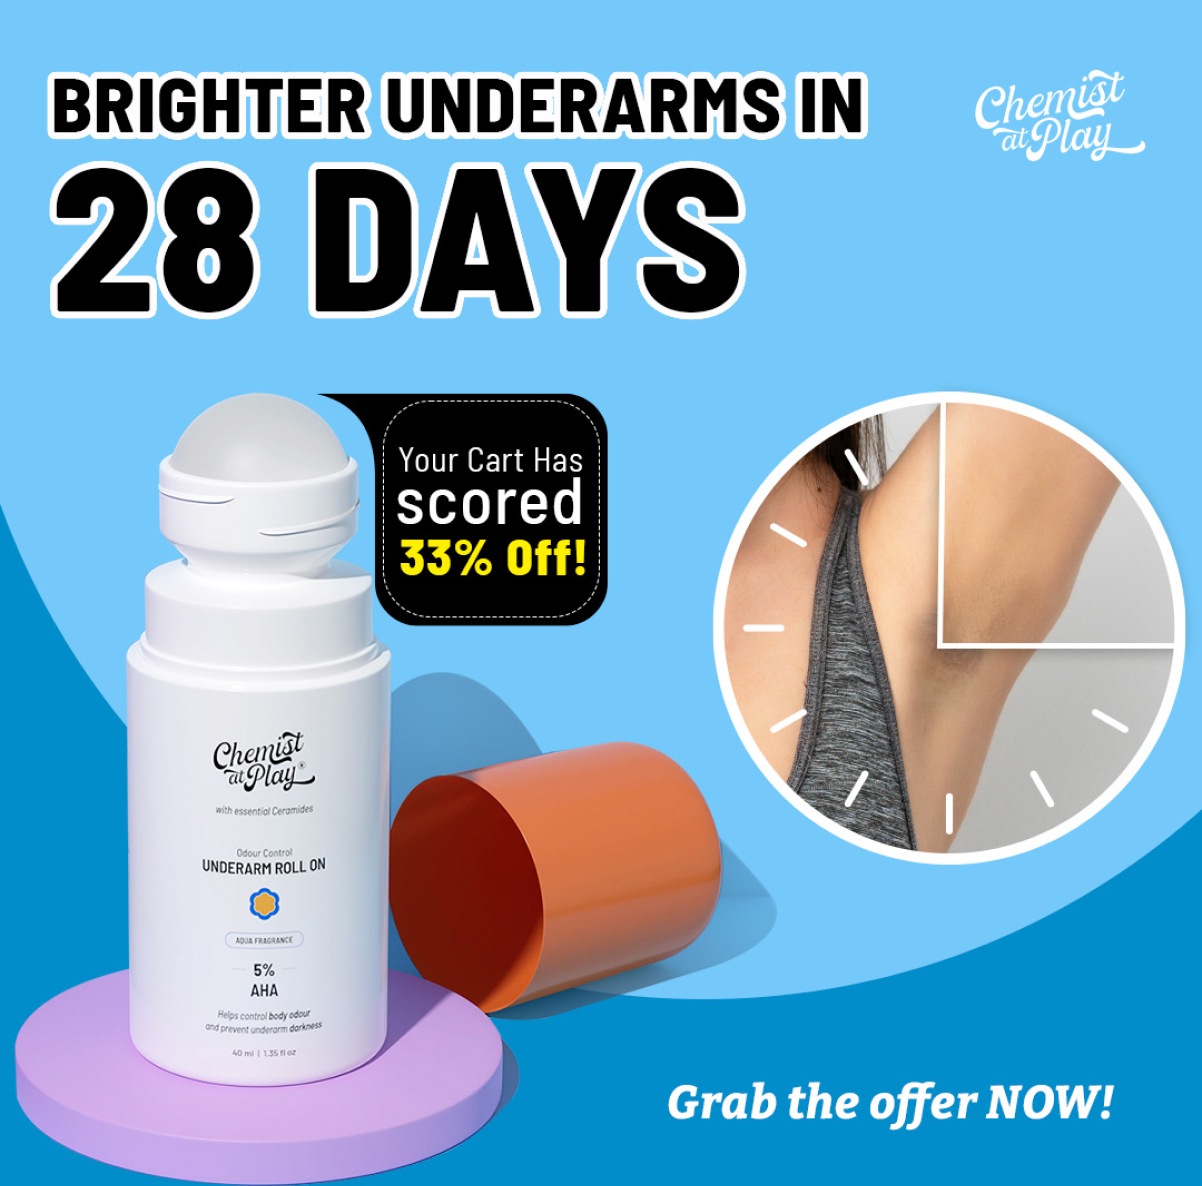 BRIGHTER UNDERARMS IN
28 DAYS
Chemist
at Play
Your Cart Has
scored
33% Off!
Chemist
at Play®
with essential Ceramides
Odour Control
UNDERARM ROLL ON
AQUA FRAGRANCE
5%
AHA
Helps control body odour
and prevent underarm darkness
40 ml | 1.35 fl oz
Grab the offer NOW!